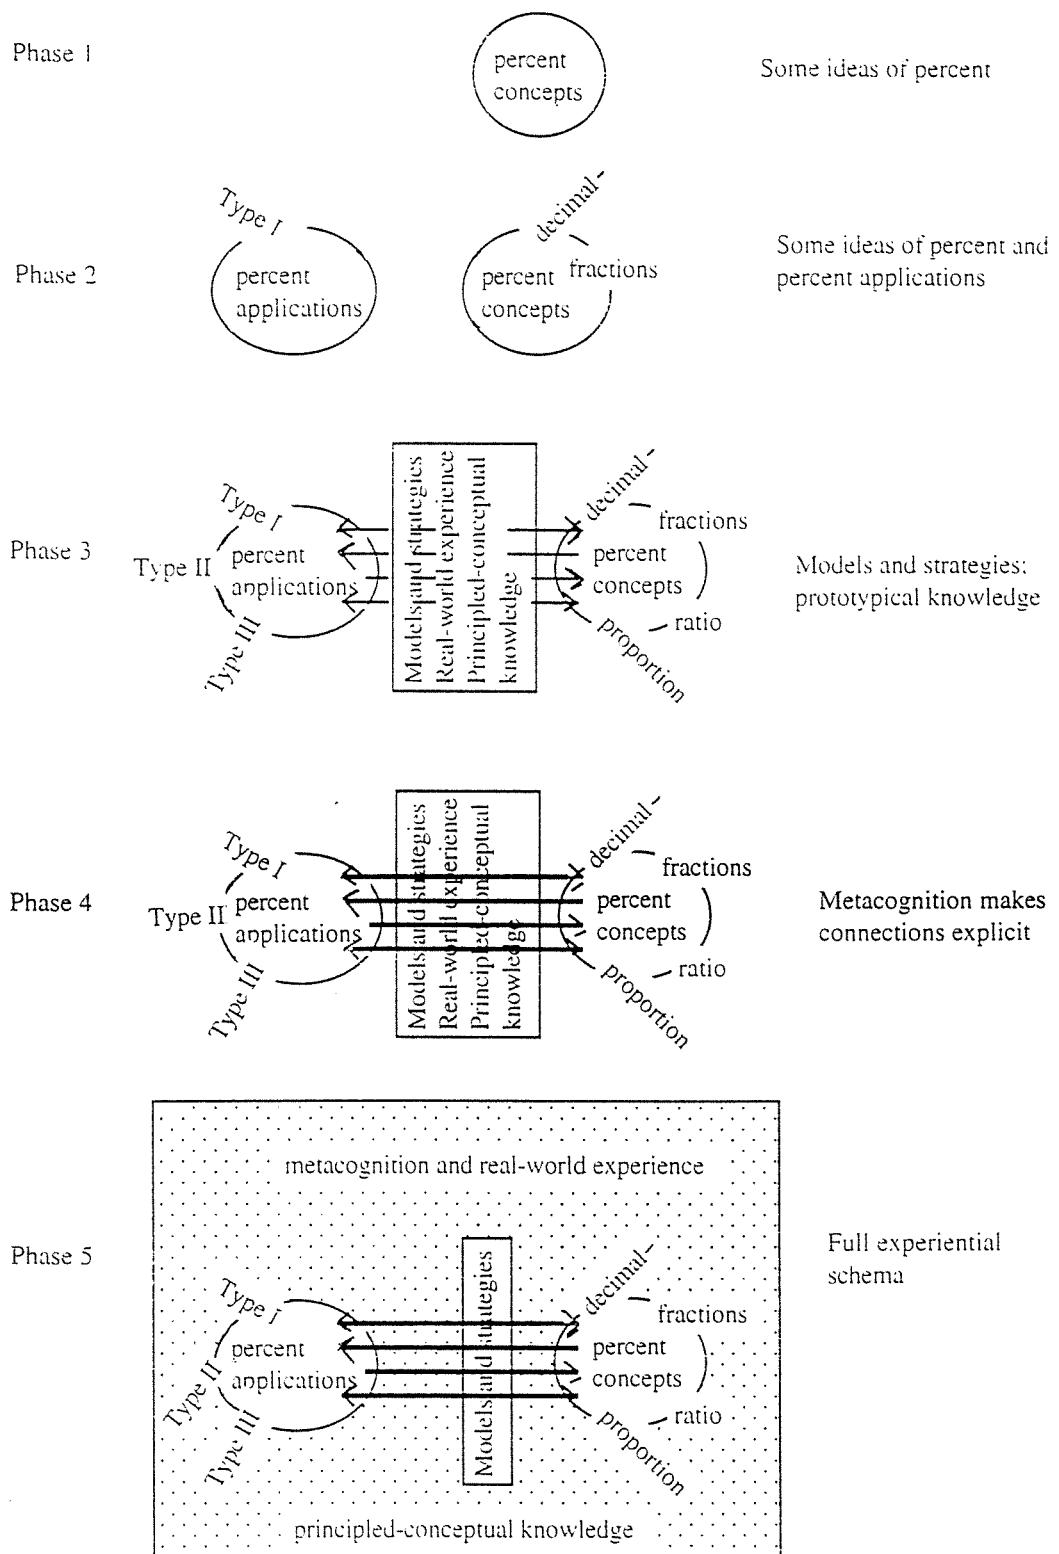 Phase 1
percent
concepts
Some ideas of percent
Phase 2
Type I
percent
applications
decimal-
fractions
percent
concepts
Some ideas of percent and
percent applications
Phase 3
Type I
Type II
Type III
percent
applications
Models and strategies
Real-world experience
Principled-conceptual
knowledge
decimal-
fractions
percent
concepts
ratio
proportion
Models and strategies:
prototypical knowledge
Phase 4
Type I
Type II
Type III
percent
applications
Models and strategies
Real-world experience
Principled-conceptual
knowledge
decimal-
fractions
percent
concepts
ratio
proportion
Metacognition makes
connections explicit
Phase 5
metacognition and real-world experience
Type I
Type II
Type III
percent
applications
Models and strategies
decimal-
fractions
percent
concepts
ratio
proportion
principled-conceptual knowledge
Full experiential
schema